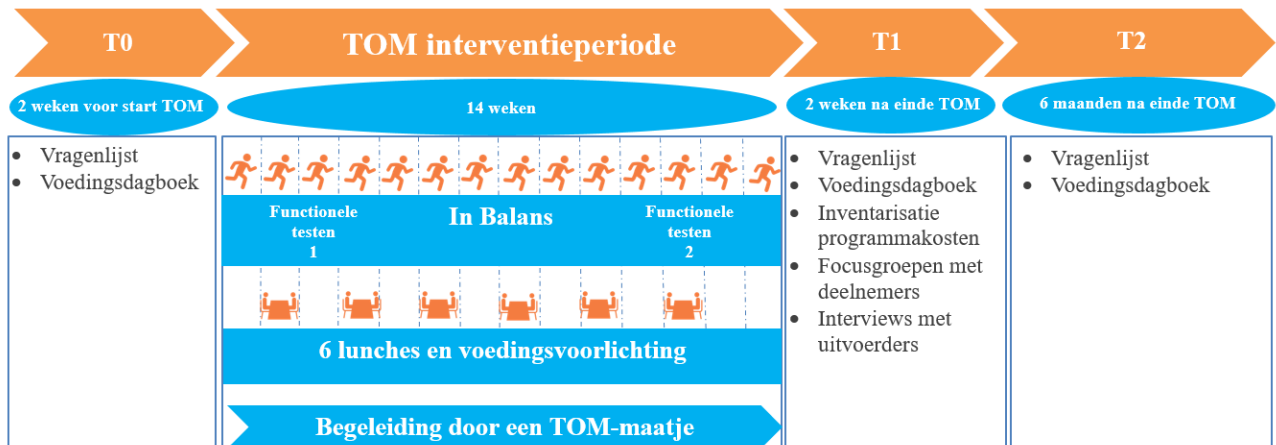 T0
TOM interventieperiode
T1
T2
2 weken voor start TOM
14 weken
2 weken na einde TOM
6 maanden na einde TOM
• Vragenlijst
• Voedingsdagboek
Functionele
testen
1
In Balans
Functionele
testen
2
6 lunches en voedingsvoorlichting
Begeleiding door een TOM-maatje
• Vragenlijst
• Voedingsdagboek
• Inventarisatie
programmakosten
• Focusgroepen met
deelnemers
• Interviews met
uitvoerders
• Vragenlijst
• Voedingsdagboek